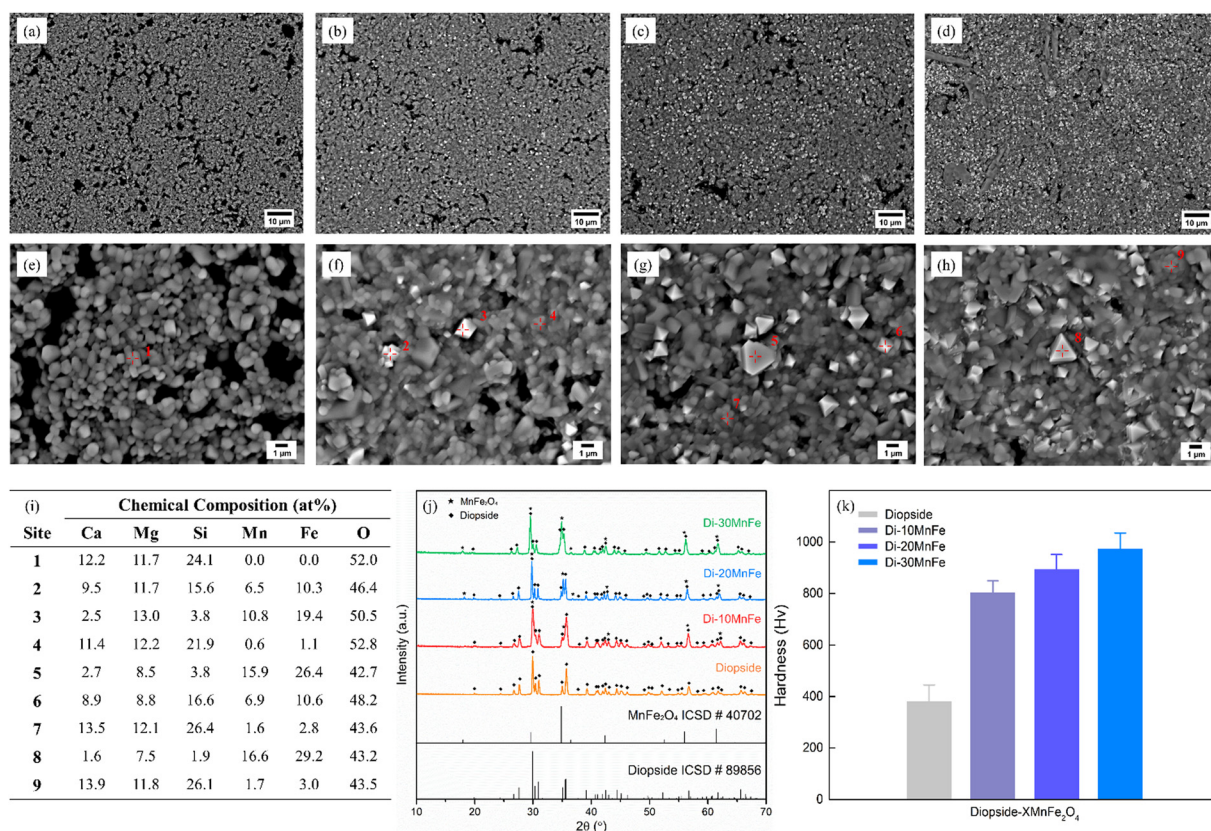 (a)
(b)
(c)
(d)
10 µm
10 µm
10 µm
10 µm
(e)
(f)
(g)
(h)
1
2
3
4
5
6
7
8
9
1 µm
1 µm
1 µm
1 µm
(i)
Chemical Composition (at%)
Site Ca Mg Si Mn Fe O
1 12.2 11.7 24.1 0.0 0.0 52.0
2 9.5 11.7 15.6 6.5 10.3 46.4
3 2.5 13.0 3.8 10.8 19.4 50.5
4 11.4 12.2 21.9 0.6 1.1 52.8
5 2.7 8.5 3.8 15.9 26.4 42.7
6 8.9 8.8 16.6 6.9 10.6 48.2
7 13.5 12.1 26.4 1.6 2.8 43.6
8 1.6 7.5 1.9 16.6 29.2 43.2
9 13.9 11.8 26.1 1.7 3.0 43.5
(j)
MnFe₂O₄
Diopside
Di-30MnFe
Di-20MnFe
Di-10MnFe
Diopside
MnFe₂O₄ ICSD # 40702
Diopside ICSD # 89856
Intensity (a.u.)
10 20 30 40 50 60 70
2θ (°)
(k)
Diopside
Di-10MnFe
Di-20MnFe
Di-30MnFe
Hardness (Hv)
1000
800
600
400
200
0
Diopside-XMnFe₂O₄